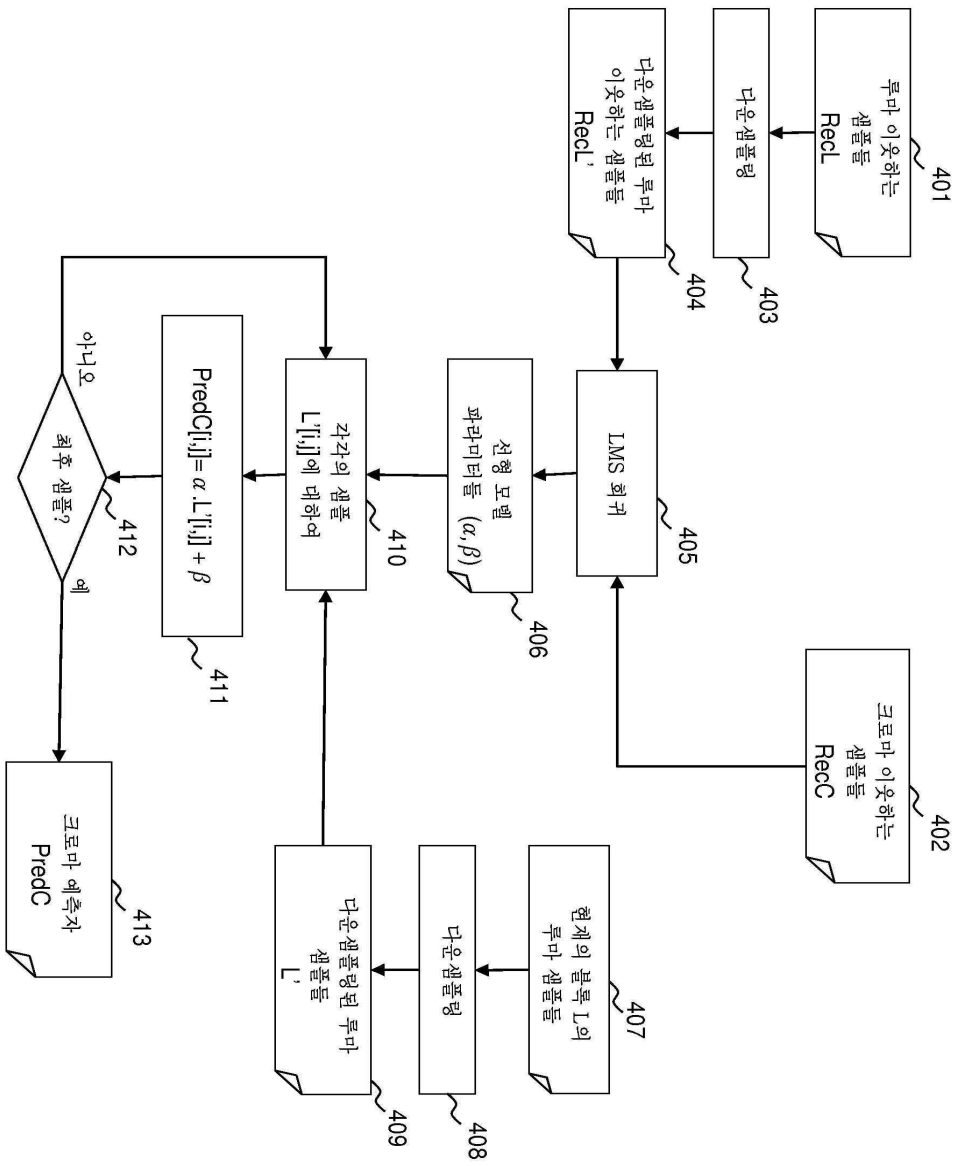 루마 이웃하는
샘플들
RecL
401
크로마 이웃하는
샘플들
RecC
402
다운샘플링
403
다운샘플링된 루마
이웃하는 샘플들
RecL'
404
LMS 회귀
405
선형 모델
파라미터들 (α,β)
406
현재의 블록 L의
루마 샘플들
407
다운샘플링
408
다운샘플링된 루마
샘플들
L'
409
각각의 샘플
L'[i,j]에 대하여
410
PredC[i,j]= α.L'[i,j] + β
411
최후 샘플?
412
아니오
예
크로마 예측자
PredC
413